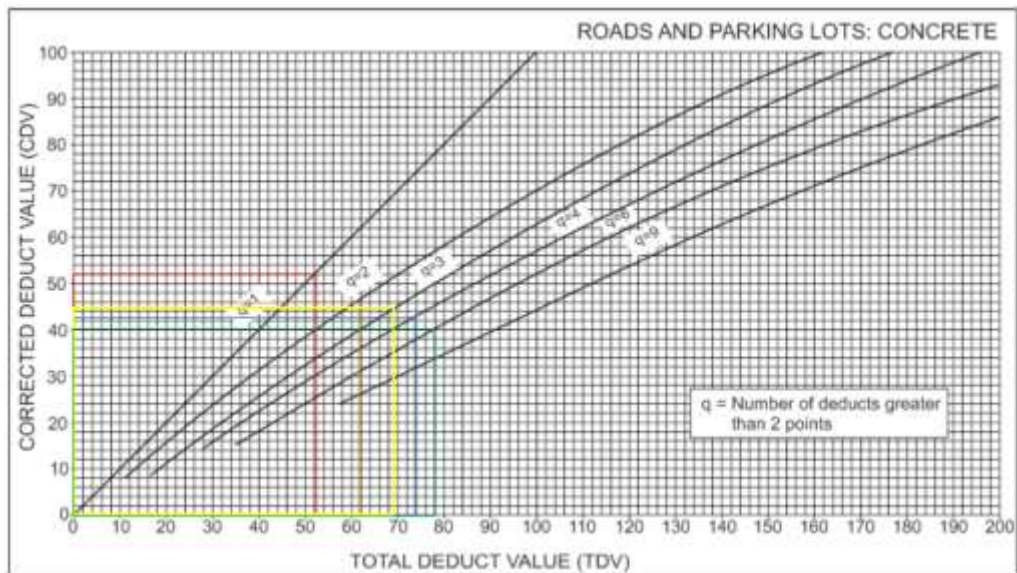 ROADS AND PARKING LOTS: CONCRETE
CORRECTED DEDUCT VALUE (CDV)
100
90
80
70
60
50
40
30
20
10
0
q=1
q=2
q=3
q=4
q=6
q=9
q = Number of deducts greater
than 2 points
0 10 20 30 40 50 60 70 80 90 100 110 120 130 140 150 160 170 180 190 200
TOTAL DEDUCT VALUE (TDV)